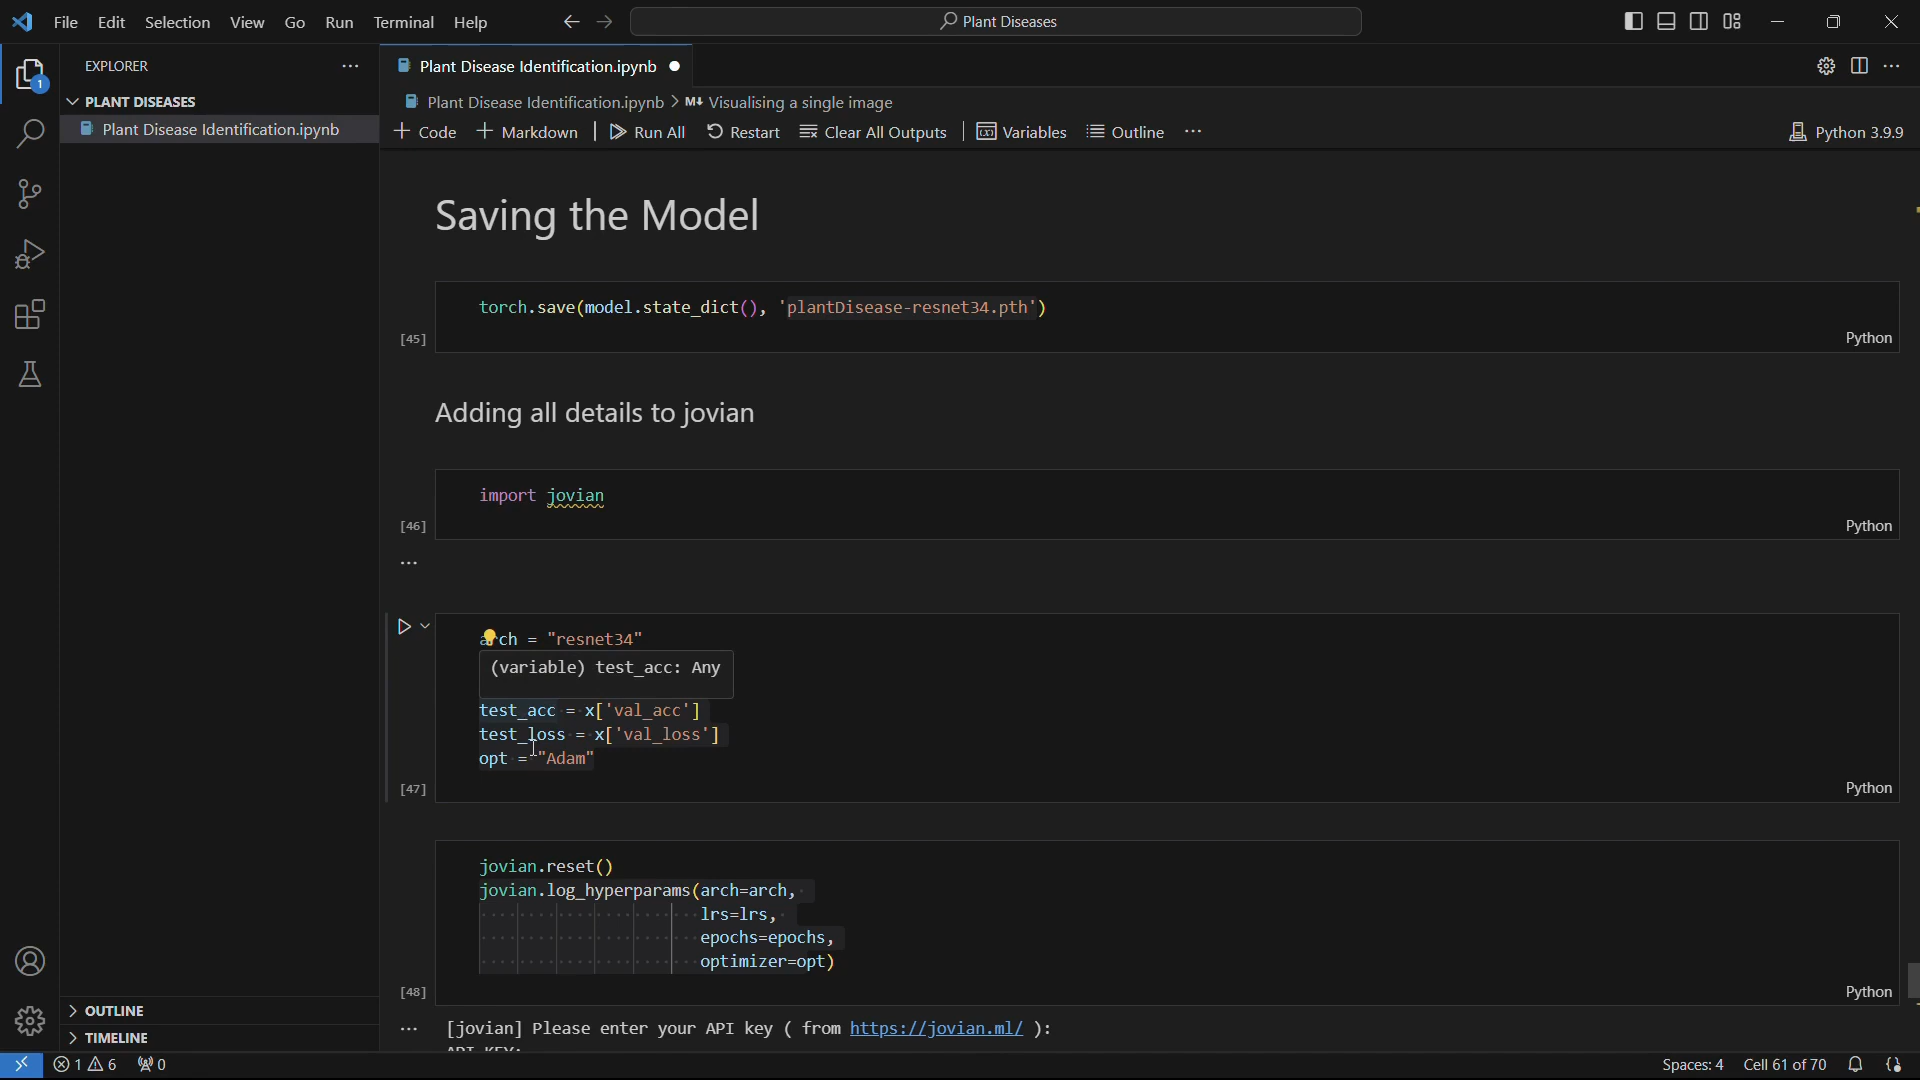 File Edit Selection View Go Run Terminal Help
Plant Diseases
EXPLORER
PLANT DISEASES
Plant Disease Identification.ipynb
OUTLINE
TIMELINE
Plant Disease Identification.ipynb
Plant Disease Identification.ipynb > M↓ Visualising a single image
+ Code + Markdown Run All Restart Clear All Outputs Variables Outline ...
Python 3.9.9
Saving the Model
torch.save(model.state_dict(), 'plantDisease-resnet34.pth')
[45]
Python
Adding all details to jovian
import jovian
[46]
Python
...
arch = "resnet34"
(variable) test_acc: Any
test_acc = x['val_acc']
test_loss = x['val_loss']
opt = "Adam"
[47]
Python
jovian.reset()
jovian.log_hyperparams(arch=arch,
lrs=lrs,
epochs=epochs,
optimizer=opt)
[48]
Python
... [jovian] Please enter your API key ( from https://jovian.ml/ ):
API KEY:
1 6 0
Spaces: 4 Cell 61 of 70